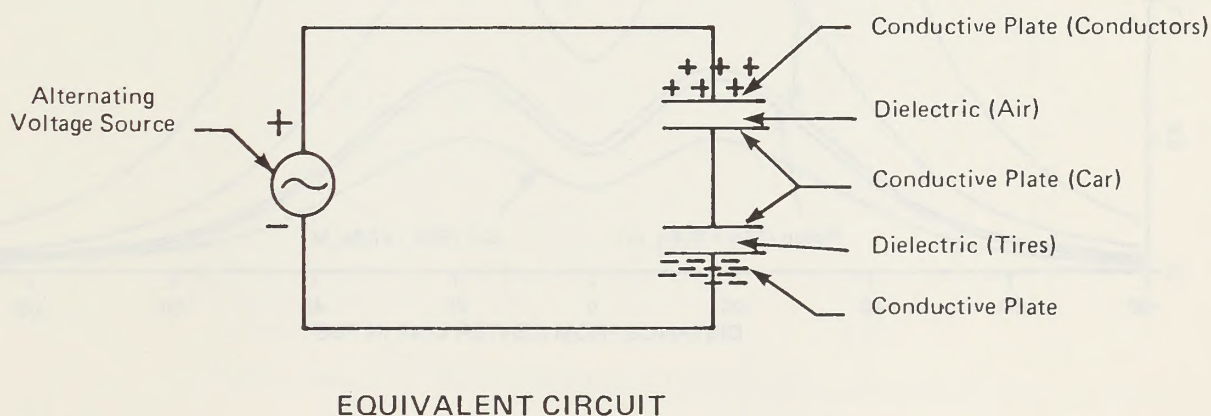 Conductive Plate (Conductors)
Alternating
Voltage Source
+
+ + +
+ + +
Dielectric (Air)
Conductive Plate (Car)
−
Dielectric (Tires)
Conductive Plate
EQUIVALENT CIRCUIT